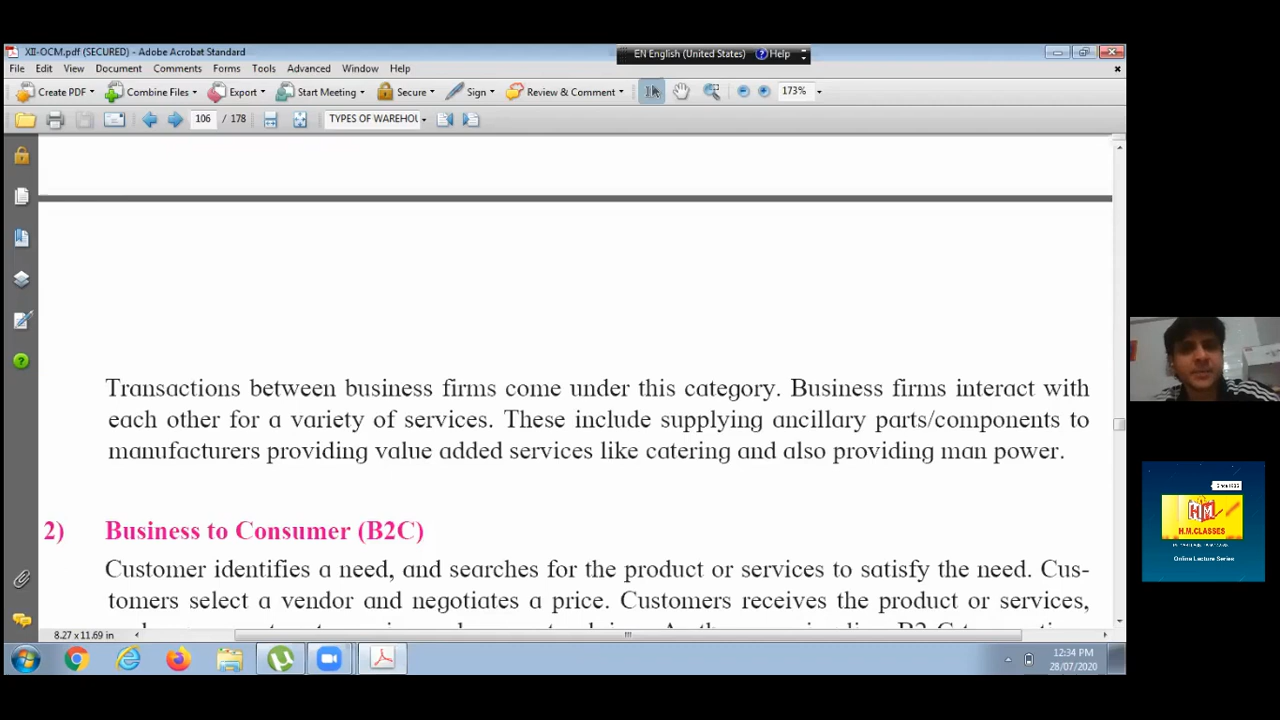 XII-OCM.pdf (SECURED) - Adobe Acrobat Standard
EN English (United States) Help
File Edit View Document Comments Forms Tools Advanced Window Help
Create PDF Combine Files Export Start Meeting Secure Sign Review & Comment 173%
106 / 178 TYPES OF WAREHOU
Transactions between business firms come under this category. Business firms interact with
each other for a variety of services. These include supplying ancillary parts/components to
manufacturers providing value added services like catering and also providing man power.
2) Business to Consumer (B2C)
Customer identifies a need, and searches for the product or services to satisfy the need. Cus-
tomers select a vendor and negotiates a price. Customers receives the product or services,
8.27 x 11.69 in
12:34 PM
28/07/2020
HM
H.M.CLASSES
Online Lecture Series